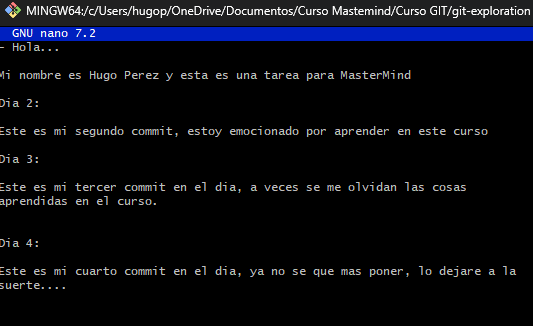 MINGW64:/c/Users/hugop/OneDrive/Documentos/Curso Mastemind/Curso GIT/git-exploration
GNU nano 7.2
- Hola...
Mi nombre es Hugo Perez y esta es una tarea para MasterMind
Dia 2:
Este es mi segundo commit, estoy emocionado por aprender en este curso
Dia 3:
Este es mi tercer commit en el dia, a veces se me olvidan las cosas
aprendidas en el curso.
Dia 4:
Este es mi cuarto commit en el dia, ya no se que mas poner, lo dejare a la
suerte....